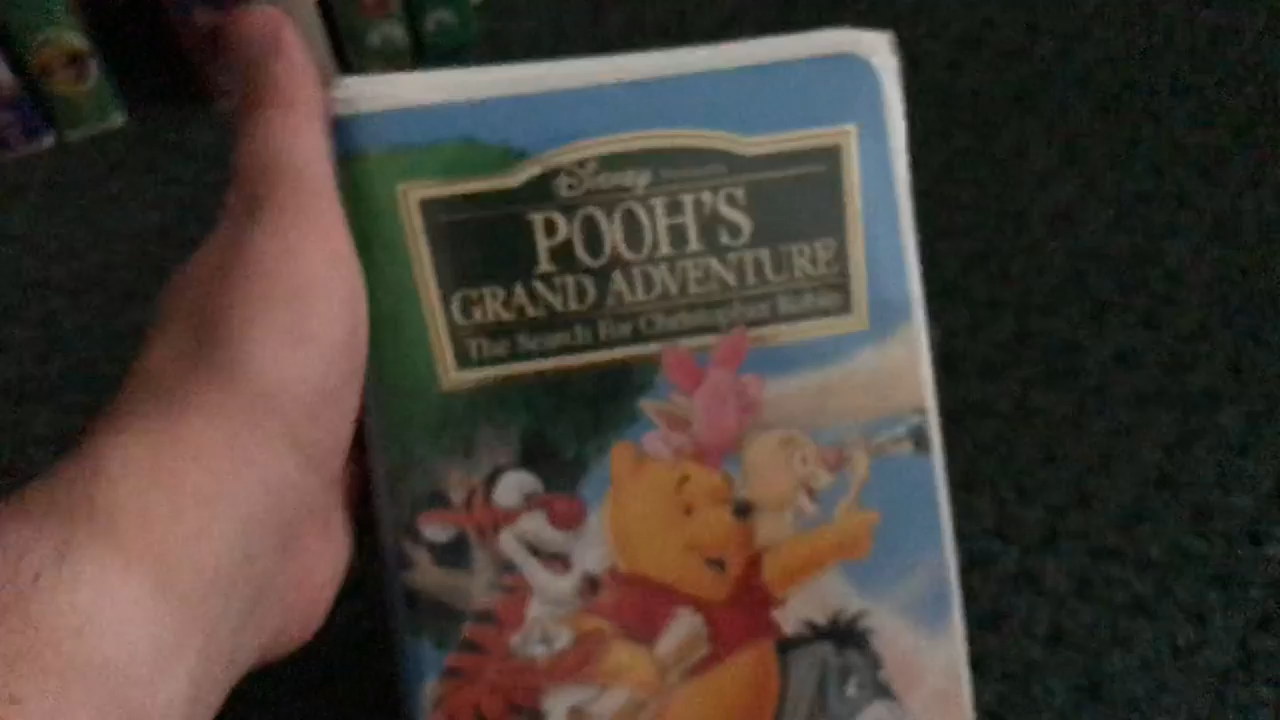 Disney
POOH'S
GRAND ADVENTURE
The Search For Christopher Robin